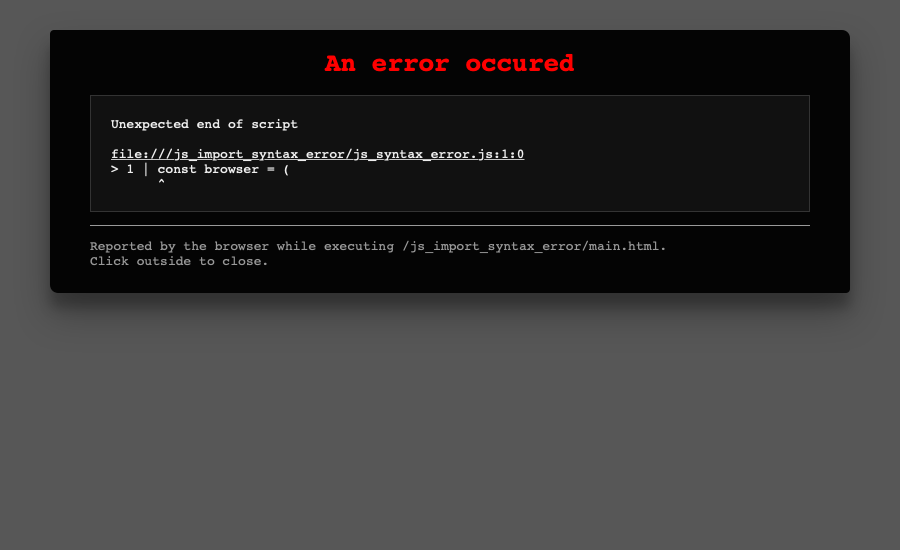 An error occured
Unexpected end of script
file:///js_import_syntax_error/js_syntax_error.js:1:0
> 1 | const browser = (
^
Reported by the browser while executing /js_import_syntax_error/main.html.
Click outside to close.